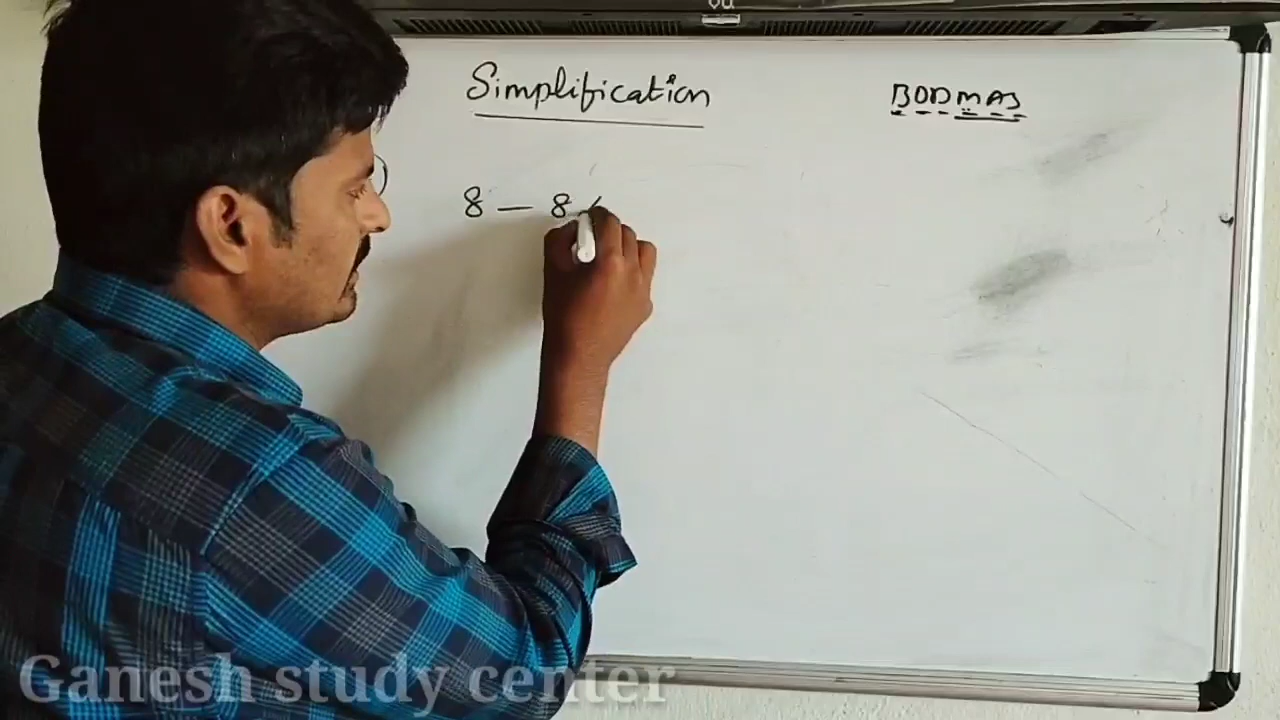 Simplification
BODMAS
8 — 8
Ganesh study center